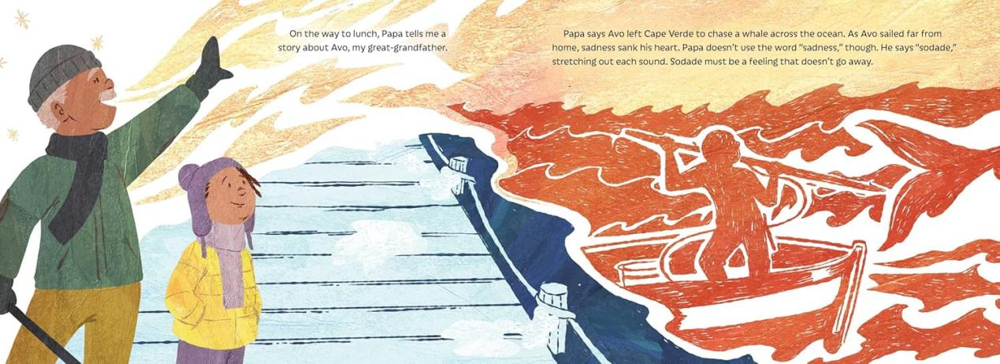 On the way to lunch, Papa tells me a
story about Avo, my great-grandfather.
Papa says Avo left Cape Verde to chase a whale across the ocean. As Avo sailed far from
home, sadness sank his heart. Papa doesn’t use the word “sadness,” though. He says “sodade,”
stretching out each sound. Sodade must be a feeling that doesn’t go away.